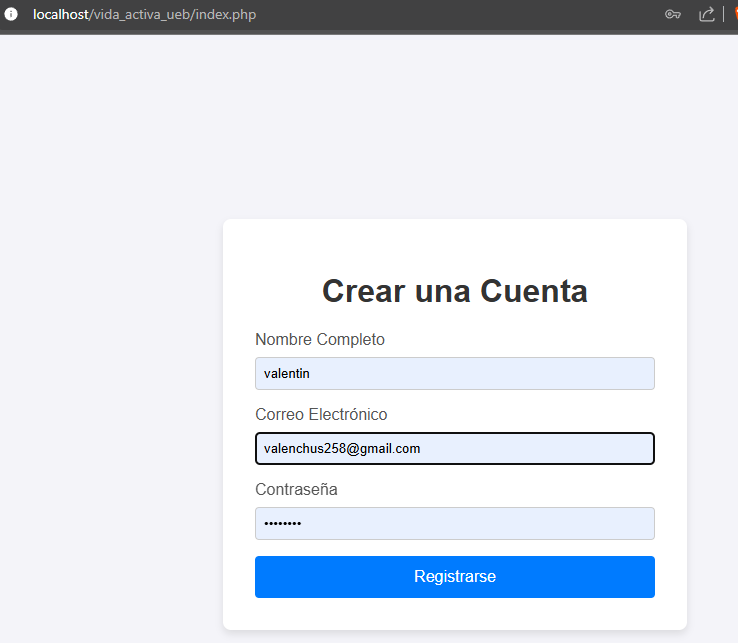 localhost/vida_activa_ueb/index.php
Crear una Cuenta
Nombre Completo
valentin
Correo Electrónico
valenchus258@gmail.com
Contraseña
••••••••
Registrarse